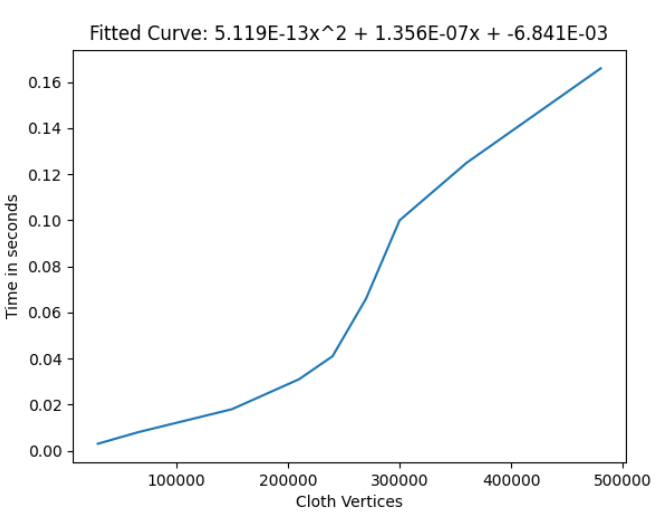 Fitted Curve: 5.119E-13x^2 + 1.356E-07x + -6.841E-03
0.16
0.14
0.12
0.10
0.08
0.06
0.04
0.02
0.00
Time in seconds
100000 200000 300000 400000 500000
Cloth Vertices